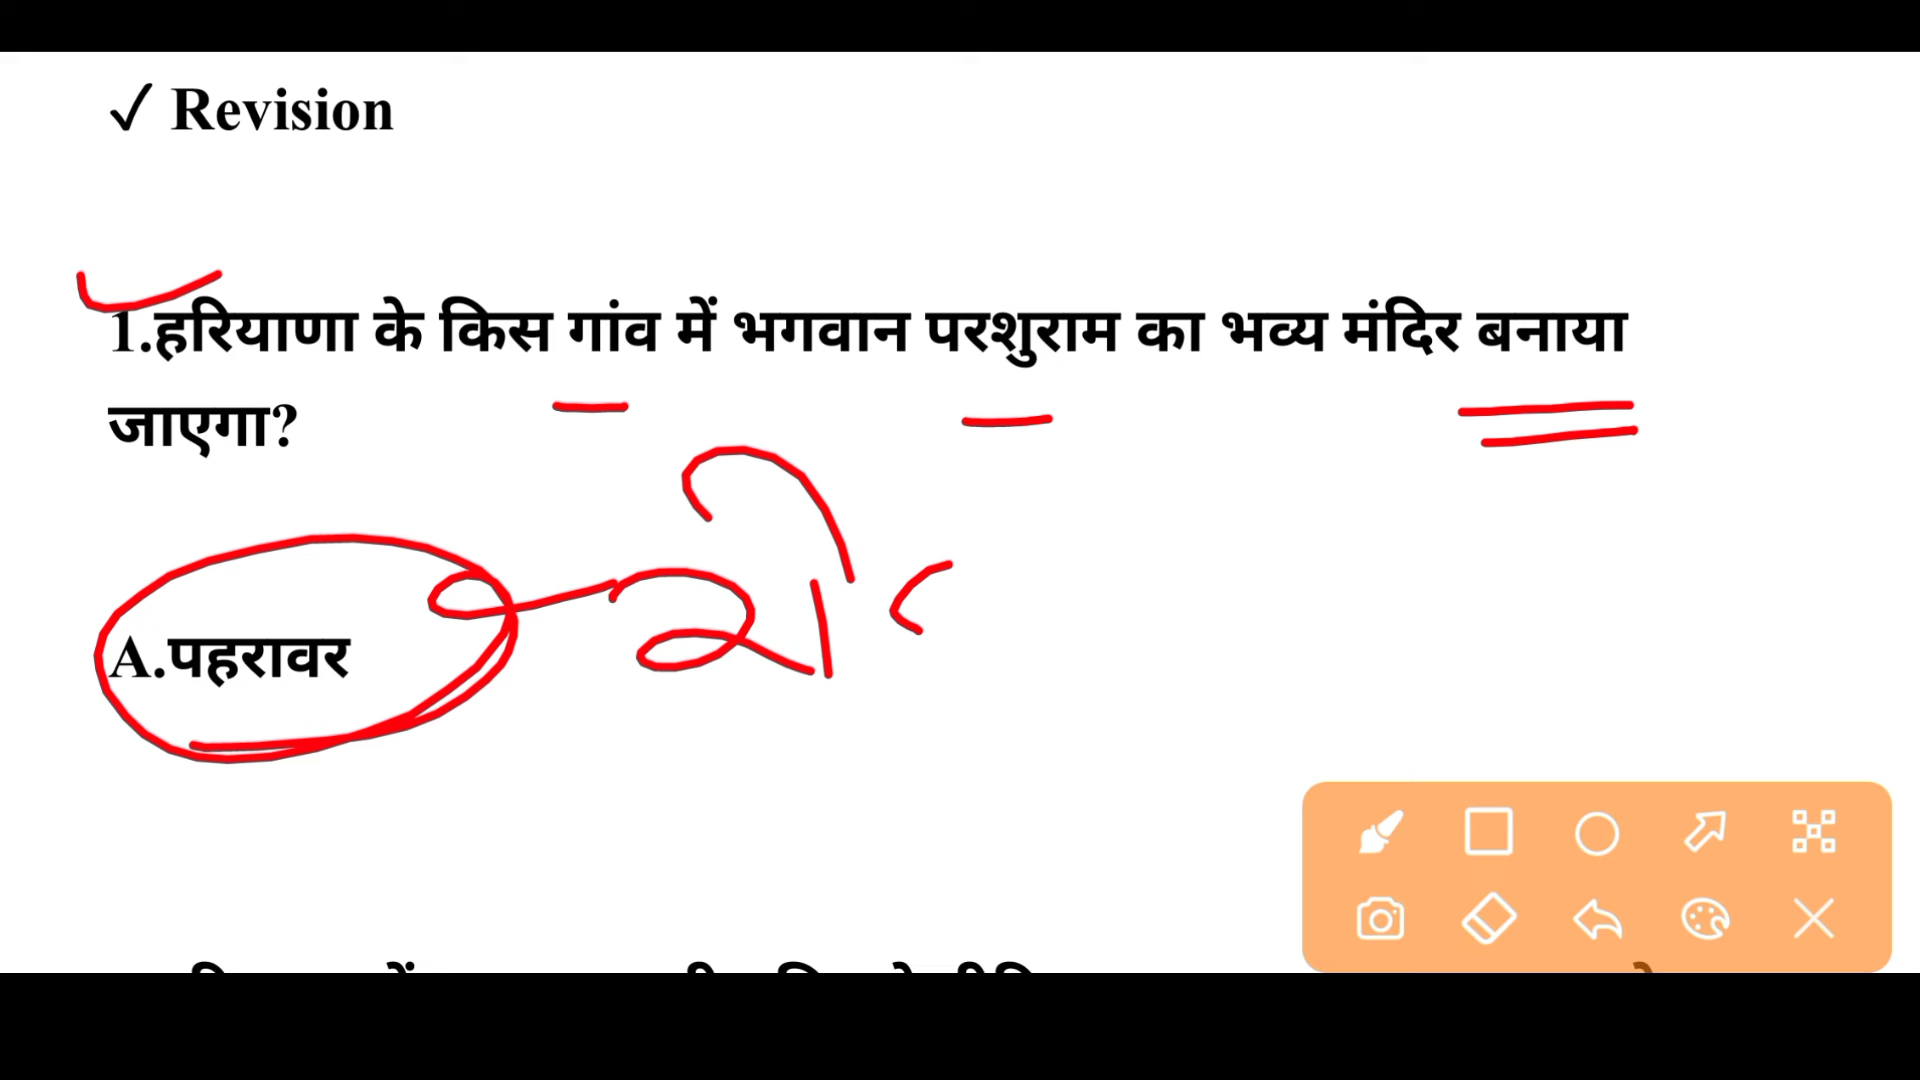 ✓ Revision
1.हरियाणा के किस गांव में भगवान परशुराम का भव्य मंदिर बनाया
जाएगा?
A.पहरावर